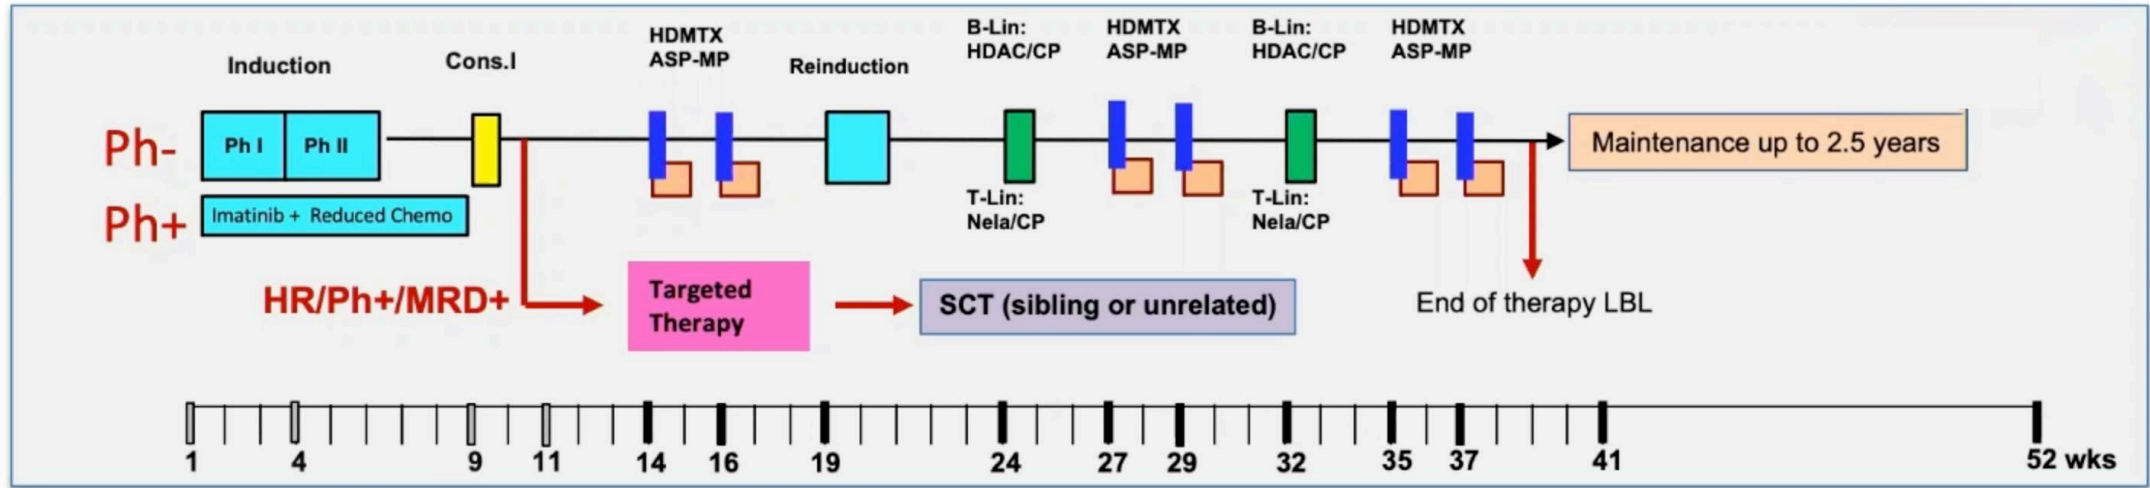 Induction
Cons.I
HDMTX
ASP-MP
Reinduction
B-Lin:
HDAC/CP
HDMTX
ASP-MP
B-Lin:
HDAC/CP
HDMTX
ASP-MP
Ph-
Ph I
Ph II
Maintenance up to 2.5 years
Ph+
Imatinib + Reduced Chemo
T-Lin:
Nela/CP
T-Lin:
Nela/CP
HR/Ph+/MRD+
Targeted
Therapy
SCT (sibling or unrelated)
End of therapy LBL
1 4 9 11 14 16 19 24 27 29 32 35 37 41 52 wks